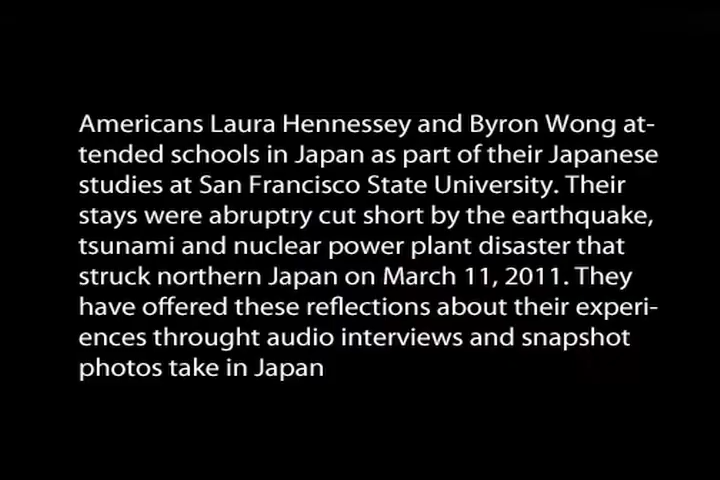 Americans Laura Hennessey and Byron Wong at-
tended schools in Japan as part of their Japanese
studies at San Francisco State University. Their
stays were abruptry cut short by the earthquake,
tsunami and nuclear power plant disaster that
struck northern Japan on March 11, 2011. They
have offered these reflections about their experi-
ences throught audio interviews and snapshot
photos take in Japan